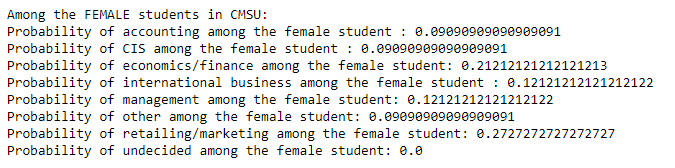 Among the FEMALE students in CMSU:
Probability of accounting among the female student : 0.09090909090909091
Probability of CIS among the female student : 0.09090909090909091
Probability of economics/finance among the female student: 0.21212121212121213
Probability of international business among the female student : 0.12121212121212122
Probability of management among the female student: 0.12121212121212122
Probability of other among the female student: 0.09090909090909091
Probability of retailing/marketing among the female student: 0.2727272727272727
Probability of undecided among the female student: 0.0